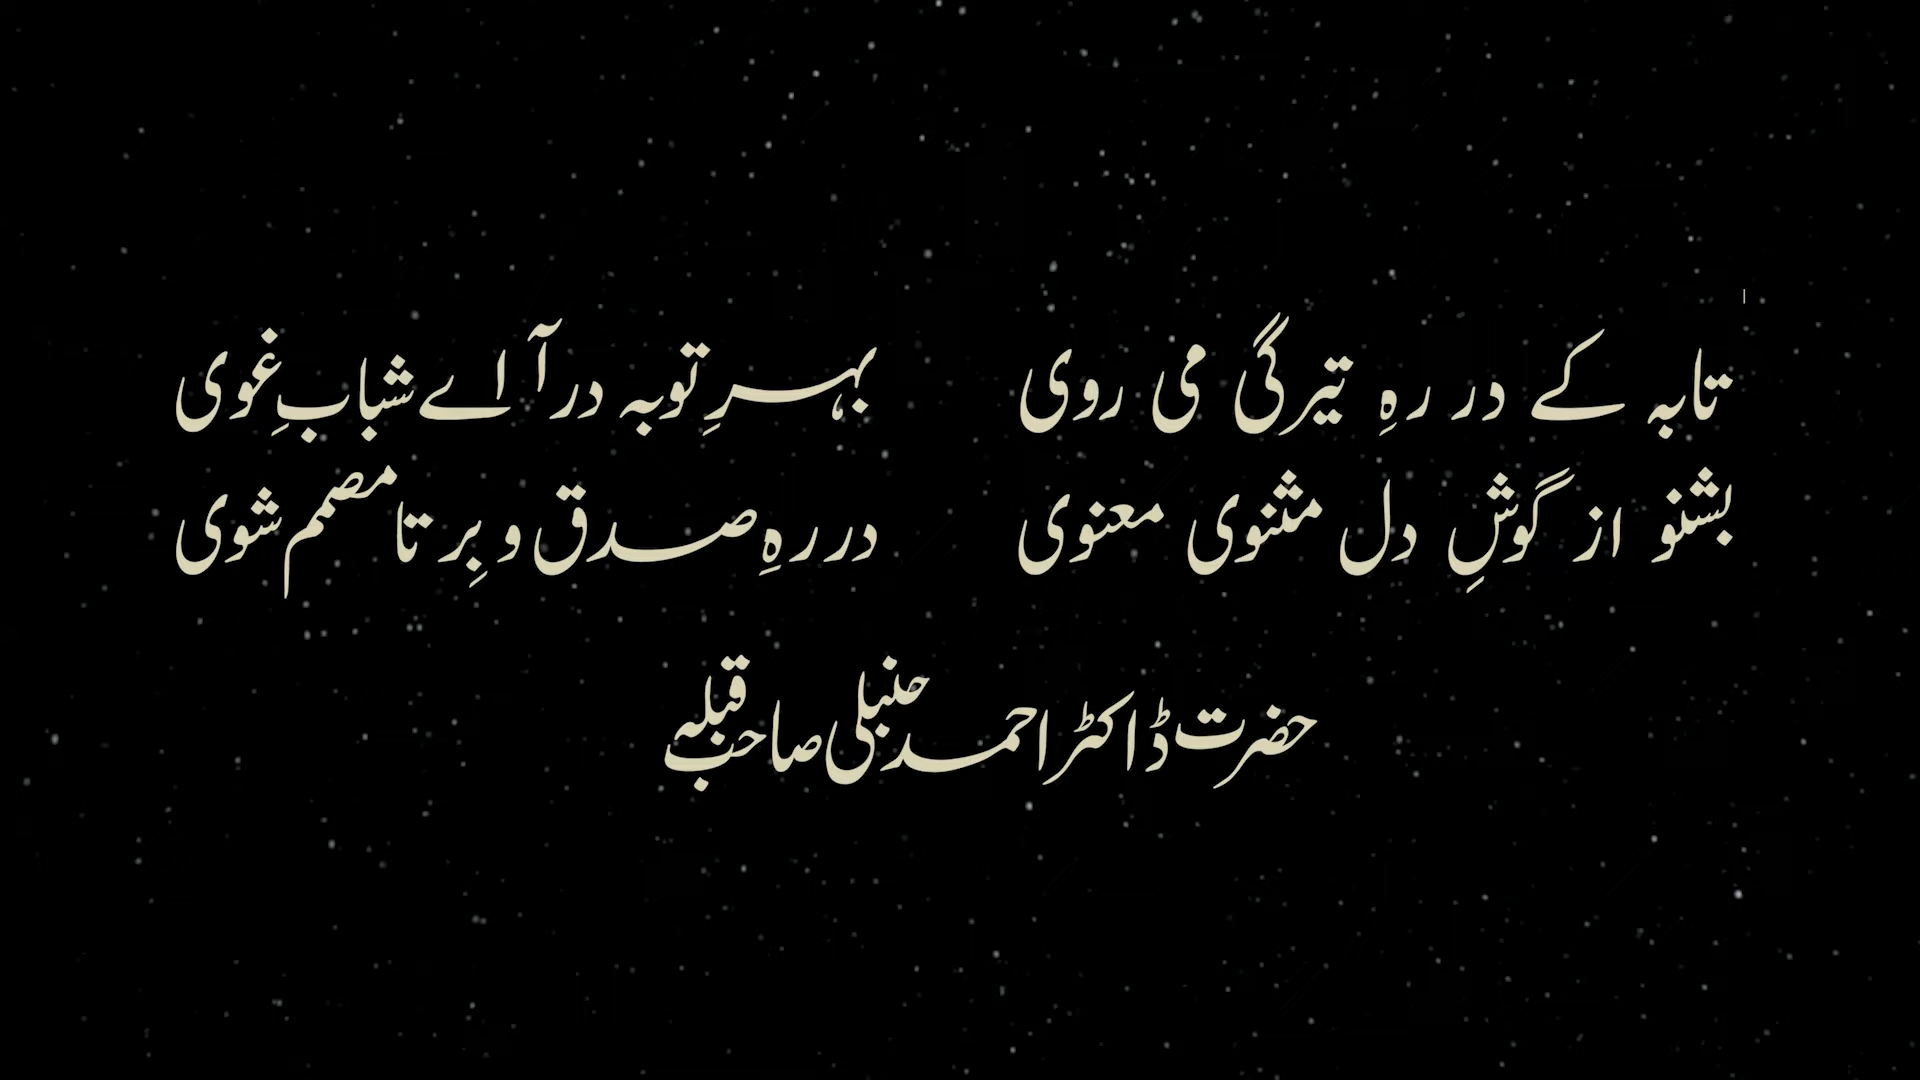 تابہ کے در رہِ تیرگی می روی بہرِ توبہ در آ اے شبابِ غوی
بشنو از گوشِ دل مثنوی معنوی در رہِ صدق و بِر تا مصمم شوی
حضرت ڈاکٹر احمد حنبلی صاحب قبلہ